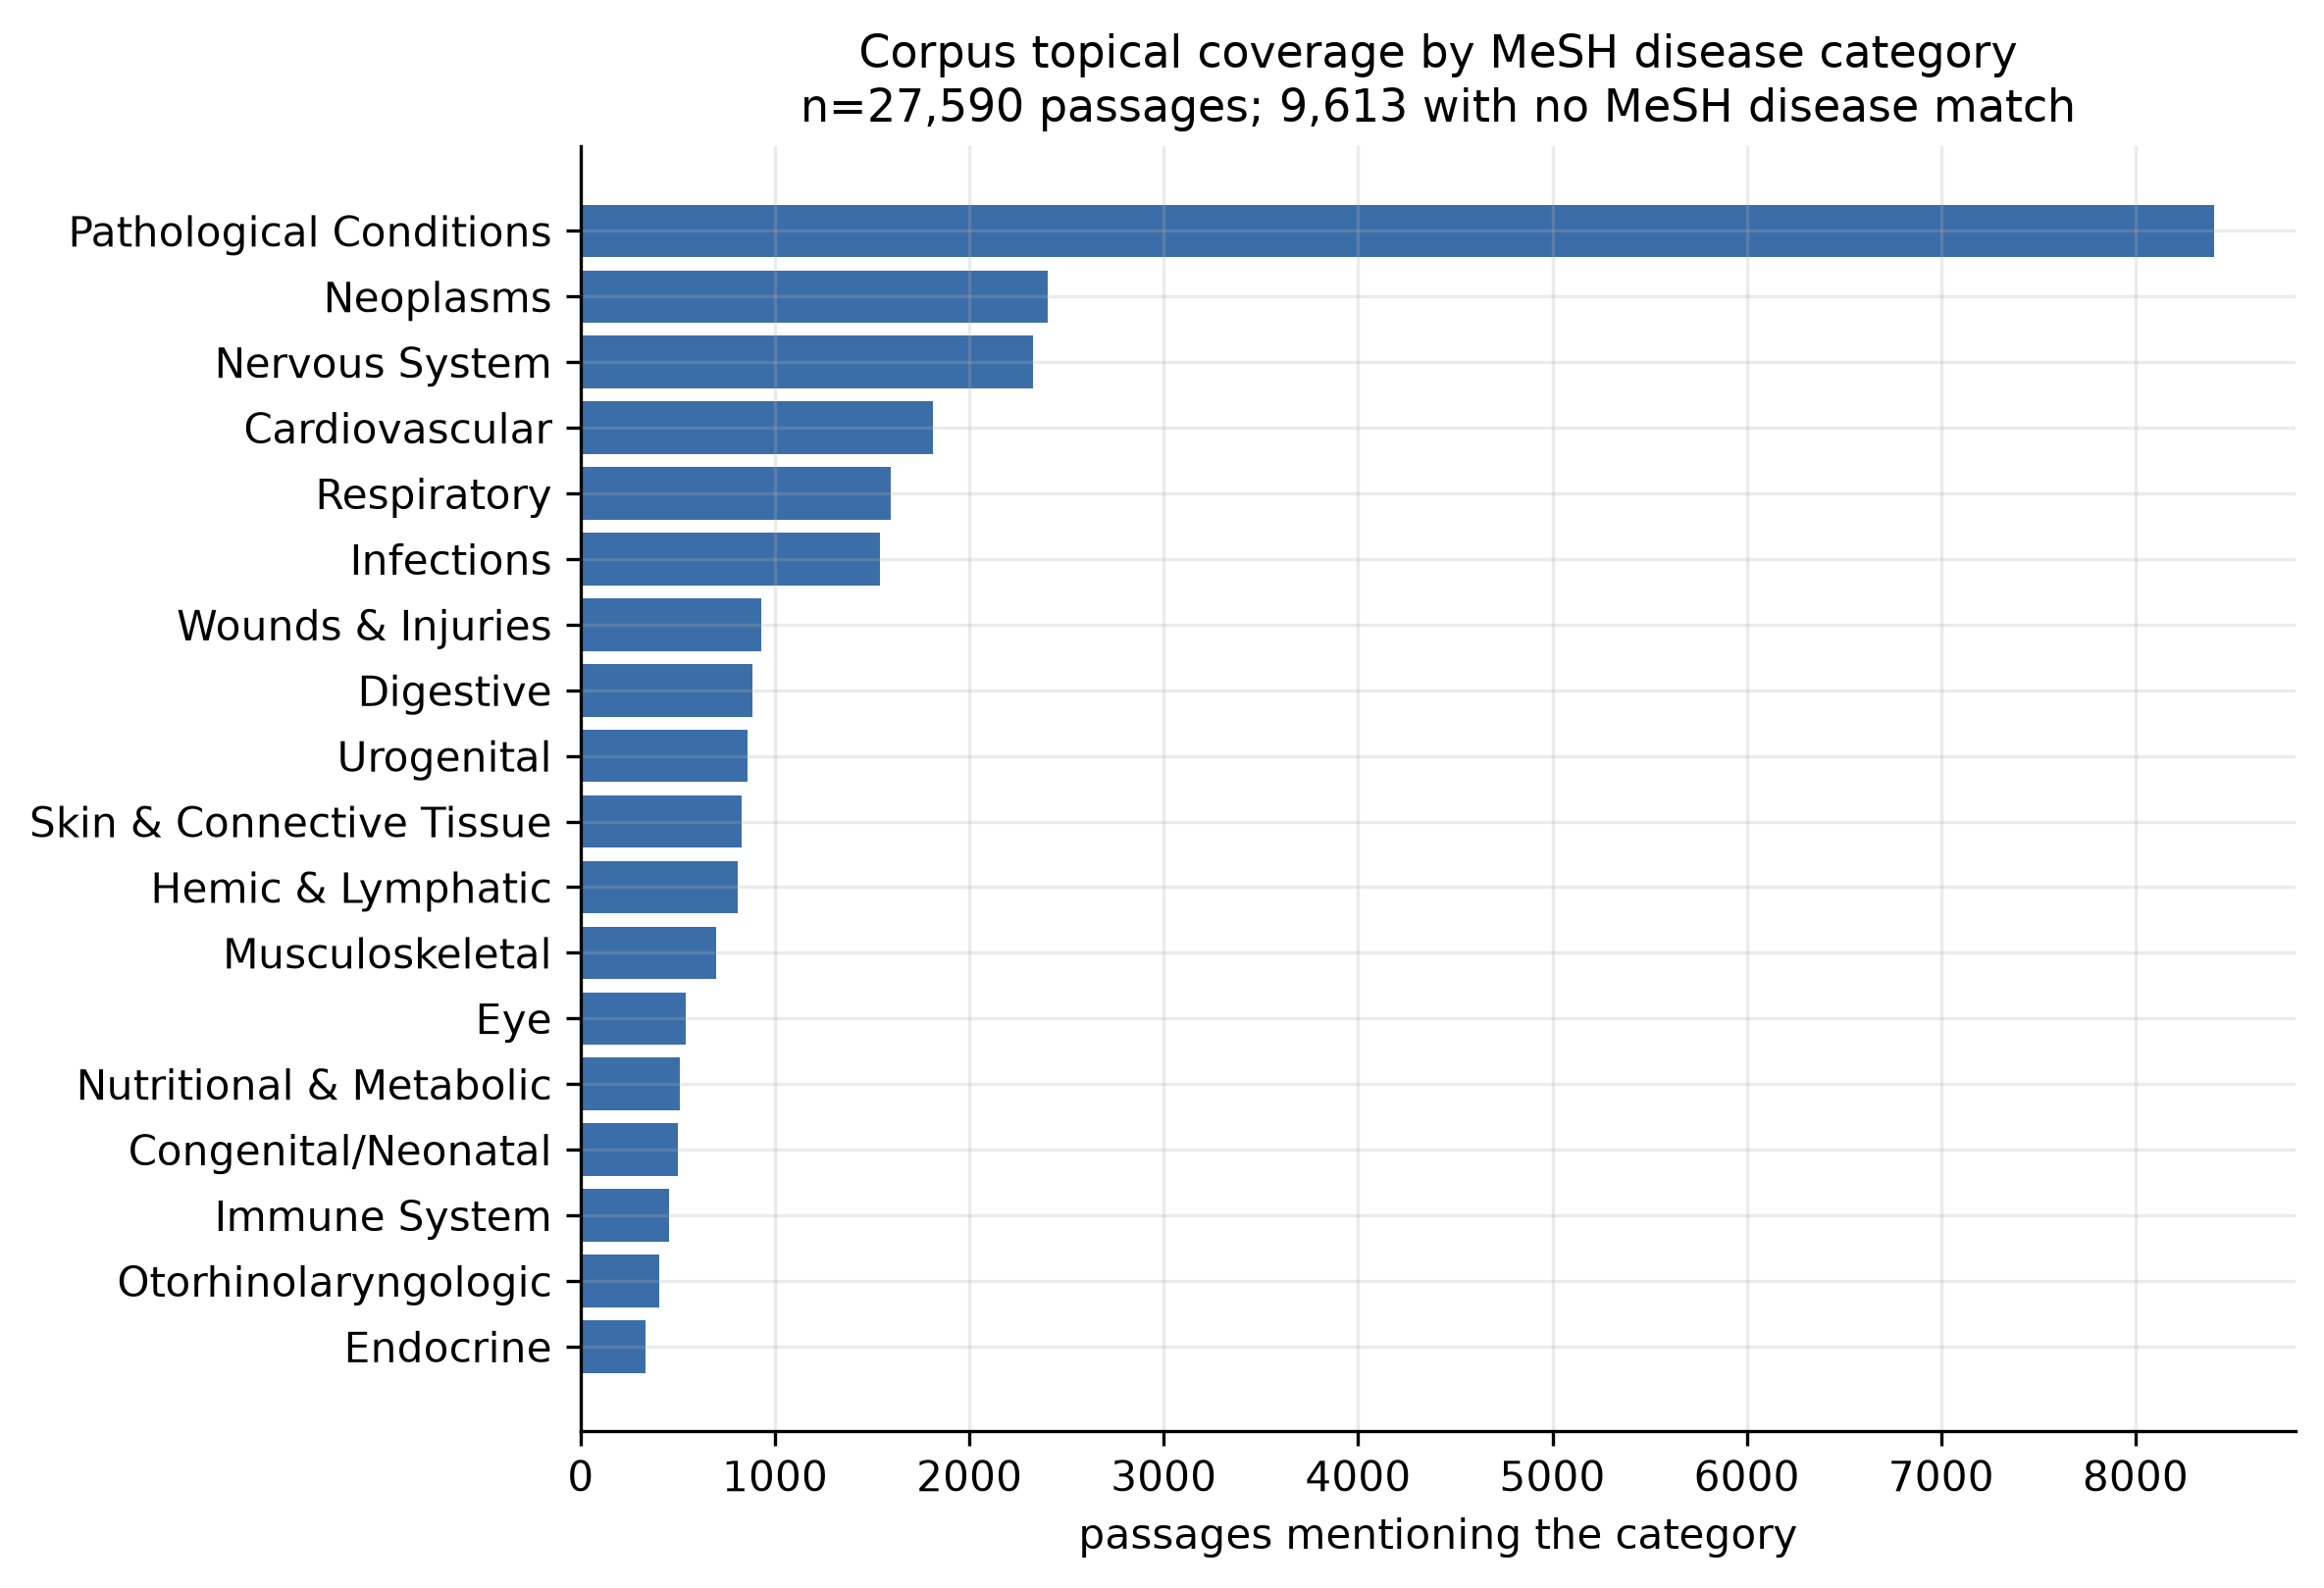 Corpus topical coverage by MeSH disease category
n=27,590 passages; 9,613 with no MeSH disease match
Pathological Conditions
Neoplasms
Nervous System
Cardiovascular
Respiratory
Infections
Wounds & Injuries
Digestive
Urogenital
Skin & Connective Tissue
Hemic & Lymphatic
Musculoskeletal
Eye
Nutritional & Metabolic
Congenital/Neonatal
Immune System
Otorhinolaryngologic
Endocrine
0 1000 2000 3000 4000 5000 6000 7000 8000
passages mentioning the category